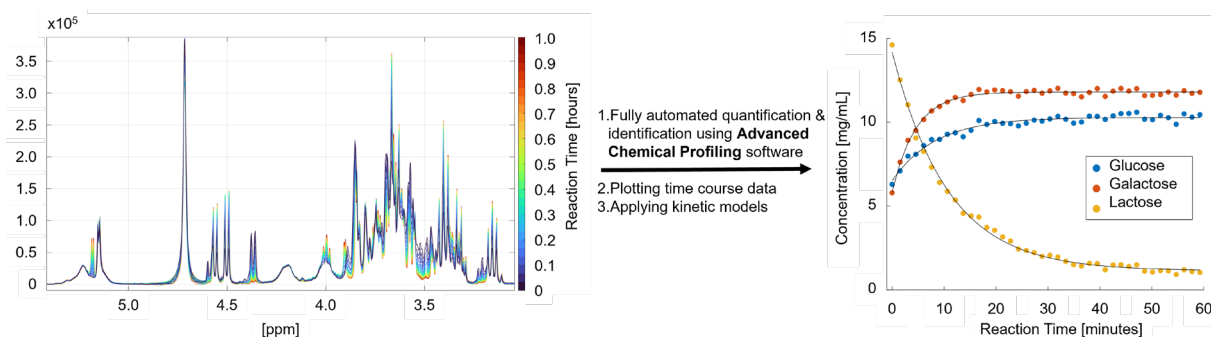 x10⁵
3.5
3.0
2.5
2.0
1.5
1.0
0.5
0
5.0
4.5
4.0
3.5
[ppm]
1.0
0.9
0.8
0.7
0.6
0.5
0.4
0.3
0.2
0.1
0
Reaction Time [hours]
1.Fully automated quantification &
identification using Advanced
Chemical Profiling software
2.Plotting time course data
3.Applying kinetic models
15
10
5
0
Concentration [mg/mL]
Glucose
Galactose
Lactose
0
10
20
30
40
50
60
Reaction Time [minutes]